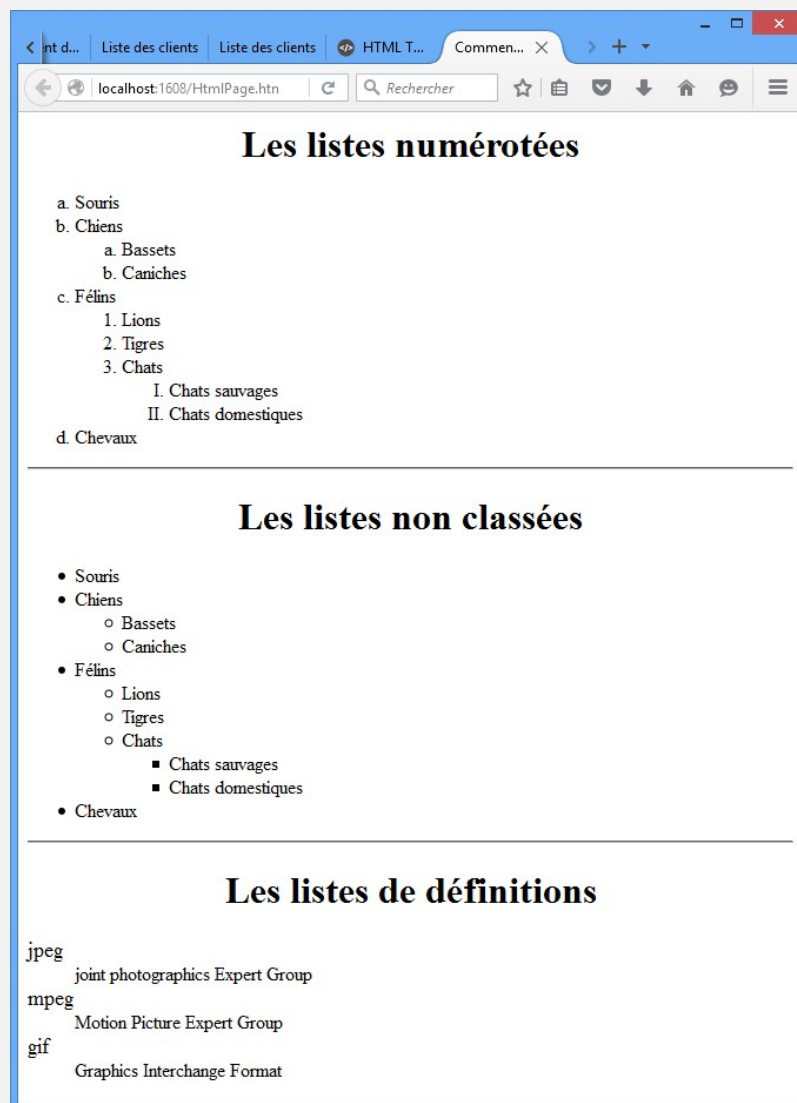 nt d...
Liste des clients
Liste des clients
HTML T...
Commen...
localhost:1608/HtmlPage.htn
Rechercher
Les listes numérotées
a. Souris
b. Chiens
a. Bassets
b. Caniches
c. Félins
1. Lions
2. Tigres
3. Chats
I. Chats sauvages
II. Chats domestiques
d. Chevaux
Les listes non classées
Souris
Chiens
Bassets
Caniches
Félins
Lions
Tigres
Chats
Chats sauvages
Chats domestiques
Chevaux
Les listes de définitions
jpeg
joint photographics Expert Group
mpeg
Motion Picture Expert Group
gif
Graphics Interchange Format